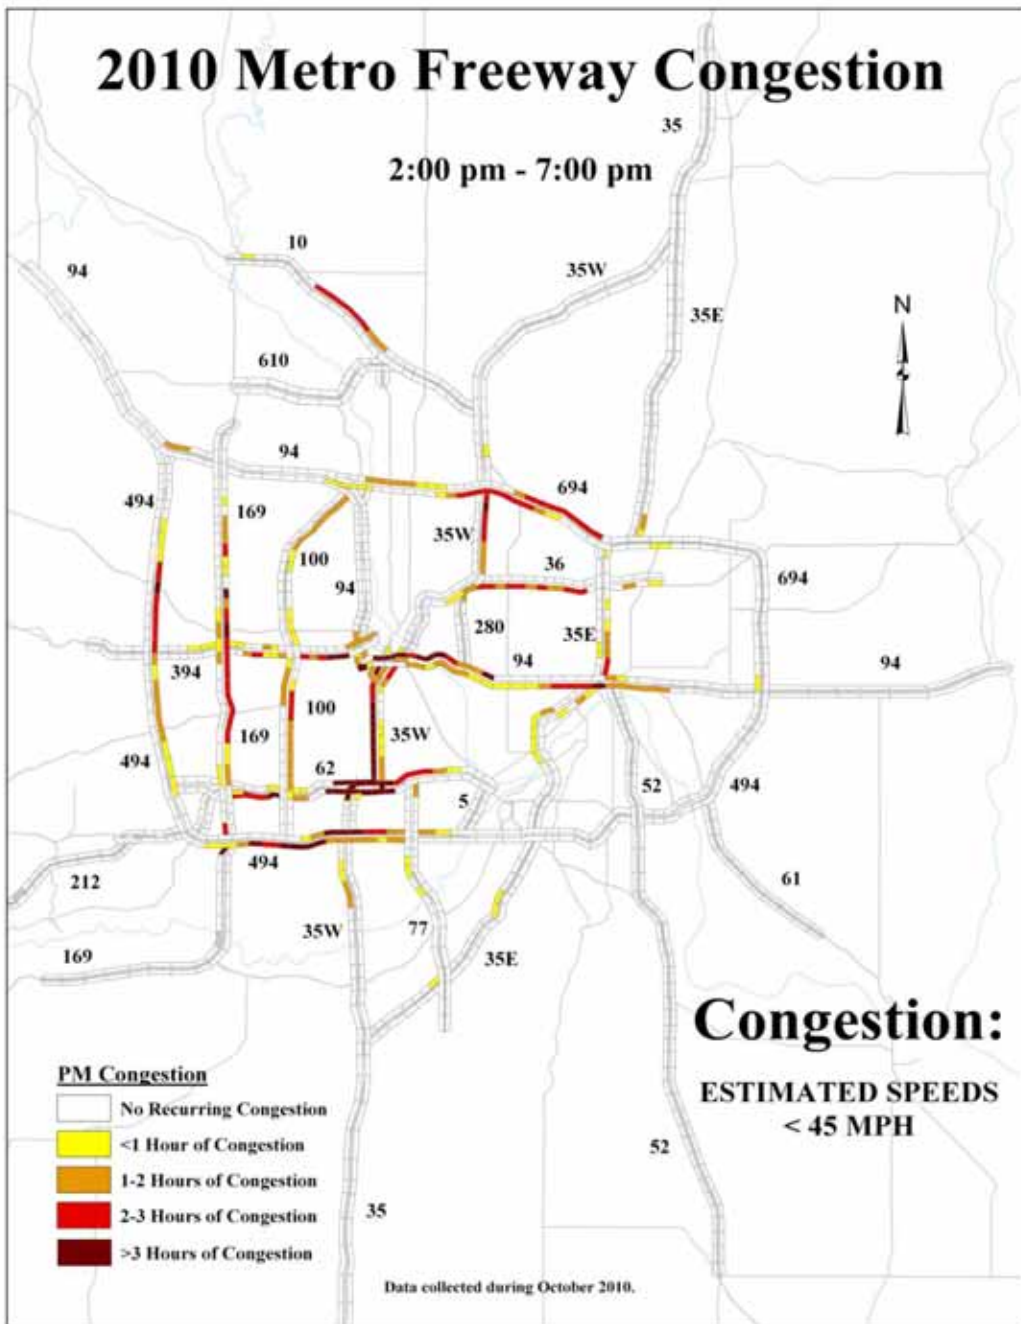 2010 Metro Freeway Congestion
35
2:00 pm - 7:00 pm
10
94
35W
35E
N
610
94
694
494
169
35W
100
36
94
694
280
35E
394
94
94
100
169
35W
494
62
5
52
494
494
212
61
35W
77
169
35E
Congestion:
PM Congestion
ESTIMATED SPEEDS
< 45 MPH
No Recurring Congestion
<1 Hour of Congestion
52
1-2 Hours of Congestion
35
2-3 Hours of Congestion
>3 Hours of Congestion
Data collected during October 2010.